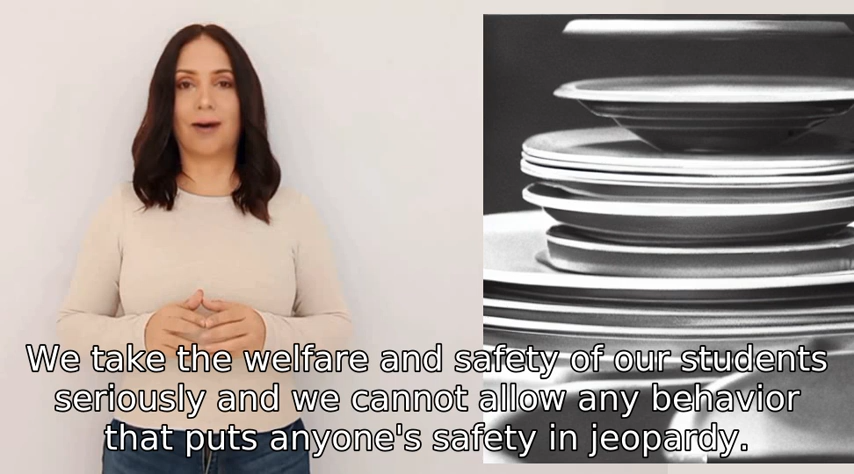 We take the welfare and safety of our students
seriously and we cannot allow any behavior
that puts anyone's safety in jeopardy.